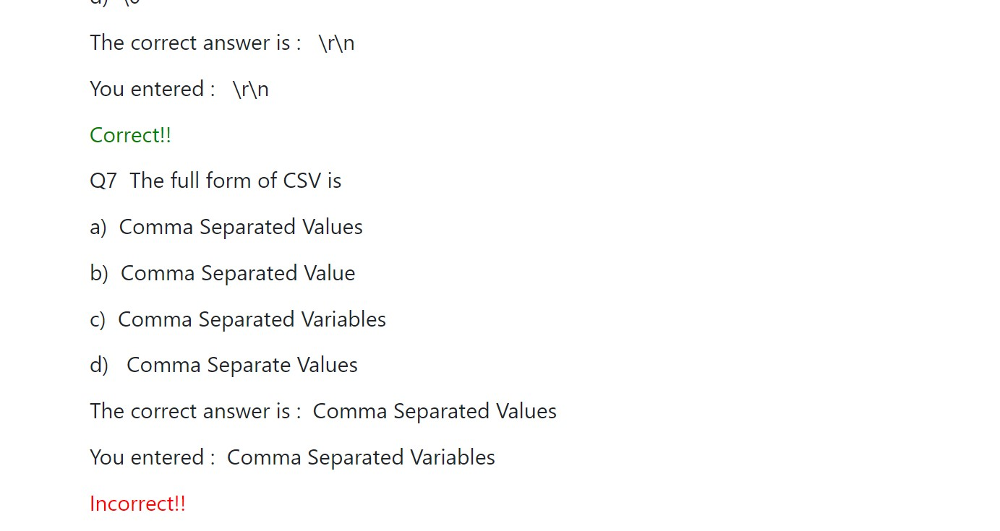 The correct answer is : \r\n
You entered : \r\n
Correct!!
Q7 The full form of CSV is
a) Comma Separated Values
b) Comma Separated Value
c) Comma Separated Variables
d) Comma Separate Values
The correct answer is : Comma Separated Values
You entered : Comma Separated Variables
Incorrect!!